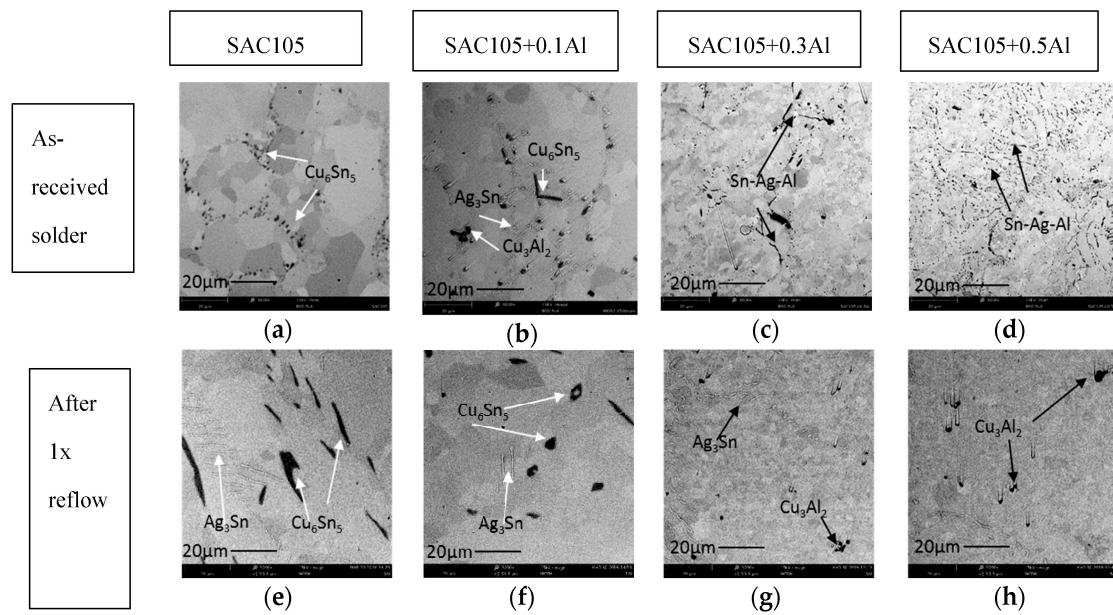 SAC105
SAC105+0.1Al
SAC105+0.3Al
SAC105+0.5Al
As-
received
solder
Cu6Sn5
20μm
(a)
Cu6Sn5
Ag3Sn
Cu3Al2
20μm
(b)
Sn-Ag-Al
20μm
(c)
Sn-Ag-Al
20μm
(d)
After
1x
reflow
Ag3Sn
Cu6Sn5
20μm
(e)
Cu6Sn5
Ag3Sn
20μm
(f)
Ag3Sn
Cu3Al2
20μm
(g)
Cu3Al2
20μm
(h)